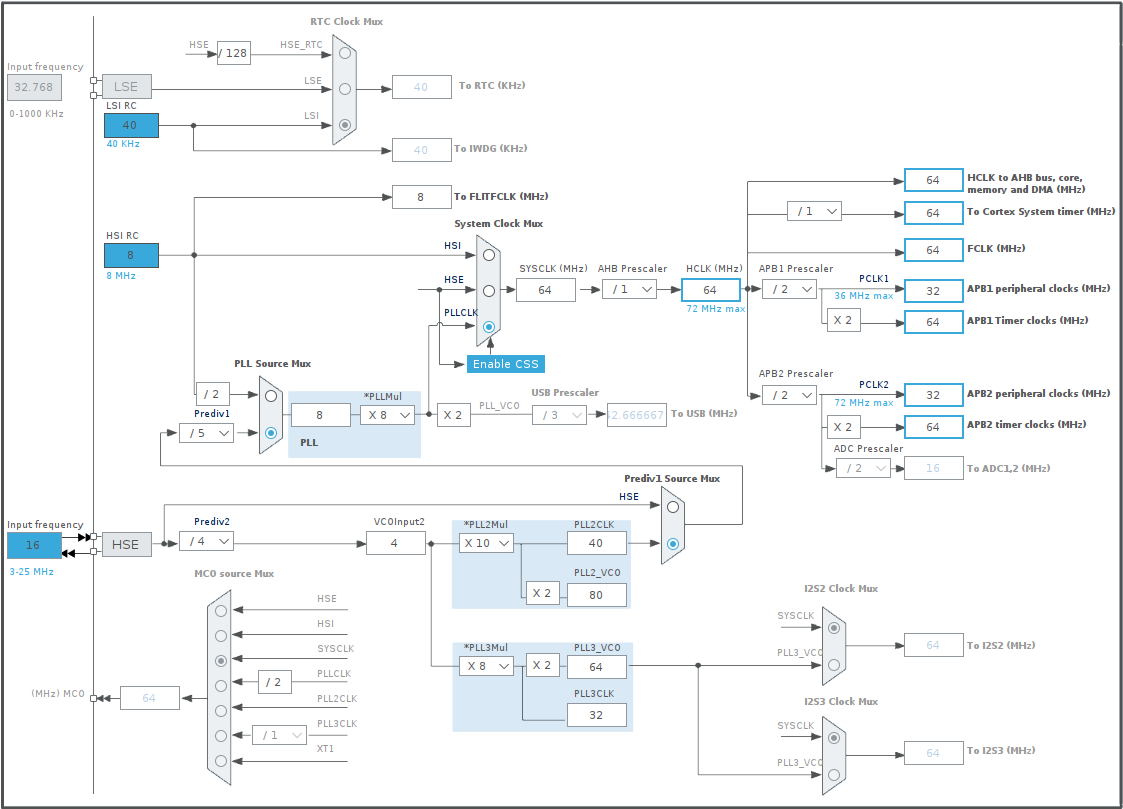 RTC Clock Mux
HSE
/ 128
HSE_RTC
Input frequency
32.768
0-1000 KHz
LSE
LSE
40
To RTC (KHz)
LSI RC
40
40 KHz
LSI
40
To IWDG (KHz)
8
To FLITFCLK (MHz)
System Clock Mux
HSI RC
8
8 MHz
HSI
HSE
PLLCLK
SYSCLK (MHz)
64
AHB Prescaler
/ 1
HCLK (MHz)
64
72 MHz max
Enable CSS
64
HCLK to AHB bus, core,
memory and DMA (MHz)
/ 1
64
To Cortex System timer (MHz)
64
FCLK (MHz)
APB1 Prescaler
/ 2
PCLK1
36 MHz max
32
APB1 peripheral clocks (MHz)
X 2
64
APB1 Timer clocks (MHz)
APB2 Prescaler
/ 2
PCLK2
72 MHz max
32
APB2 peripheral clocks (MHz)
X 2
64
APB2 timer clocks (MHz)
ADC Prescaler
/ 2
16
To ADC1,2 (MHz)
PLL Source Mux
/ 2
Prediv1
/ 5
8
*PLLMul
X 8
PLL
X 2
PLL_VCO
USB Prescaler
/ 3
2.666667
To USB (MHz)
Prediv1 Source Mux
HSE
Input frequency
16
3-25 MHz
HSE
Prediv2
/ 4
VCOInput2
4
*PLL2Mul
X 10
PLL2CLK
40
PLL2_VCO
X 2
80
*PLL3Mul
X 8
X 2
PLL3_VCO
64
PLL3CLK
32
MCO source Mux
HSE
HSI
SYSCLK
PLLCLK
/ 2
PLL2CLK
PLL3CLK
/ 1
XT1
(MHz) MCO
64
I2S2 Clock Mux
SYSCLK
PLL3_VCO
64
To I2S2 (MHz)
I2S3 Clock Mux
SYSCLK
PLL3_VCO
64
To I2S3 (MHz)